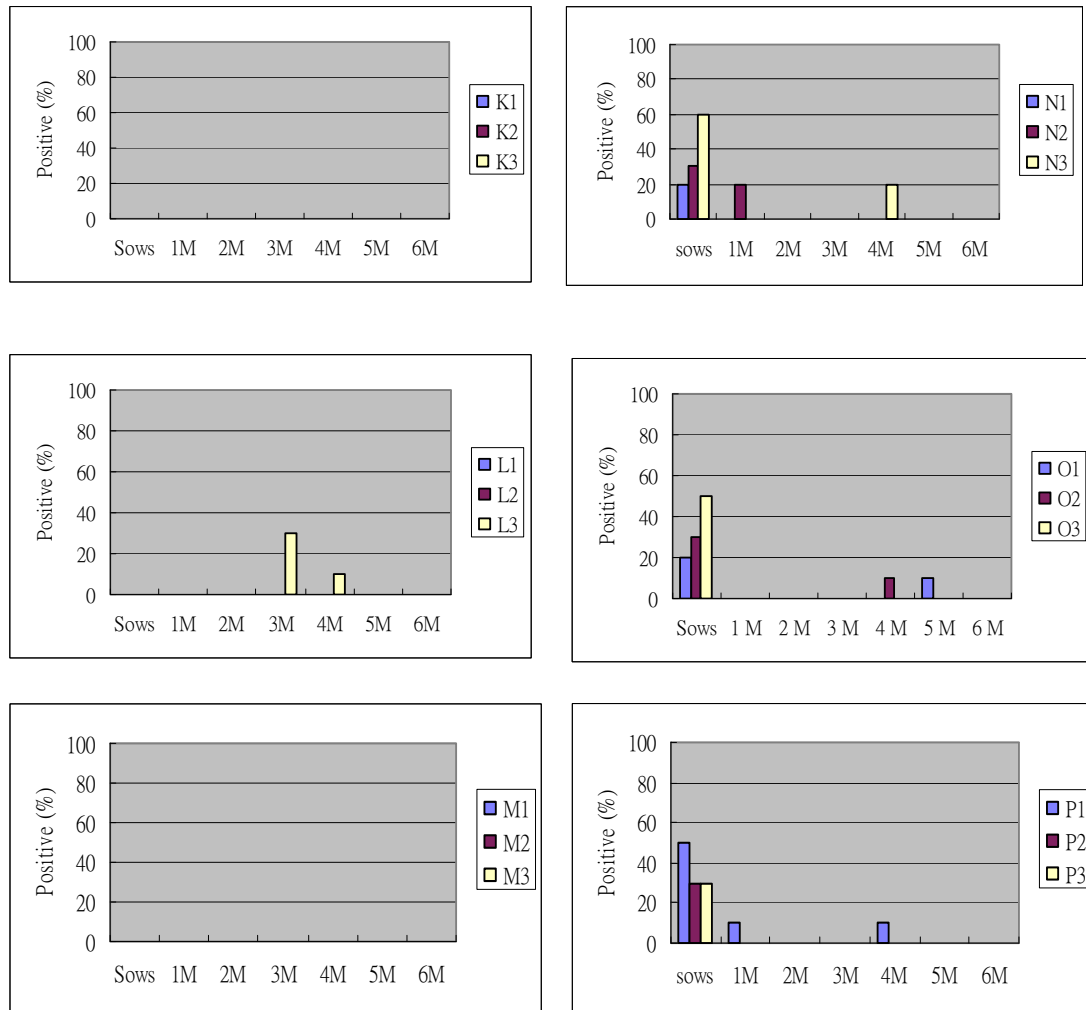 Positive (%)
100
80
60
40
20
0
Sows 1M 2M 3M 4M 5M 6M
K1
K2
K3
Positive (%)
100
80
60
40
20
0
sows 1M 2M 3M 4M 5M 6M
N1
N2
N3
Positive (%)
100
80
60
40
20
0
Sows 1M 2M 3M 4M 5M 6M
L1
L2
L3
Positive (%)
100
80
60
40
20
0
Sows 1 M 2 M 3 M 4 M 5 M 6 M
O1
O2
O3
Positive (%)
100
80
60
40
20
0
Sows 1M 2M 3M 4M 5M 6M
M1
M2
M3
Positive (%)
100
80
60
40
20
0
sows 1M 2M 3M 4M 5M 6M
P1
P2
P3